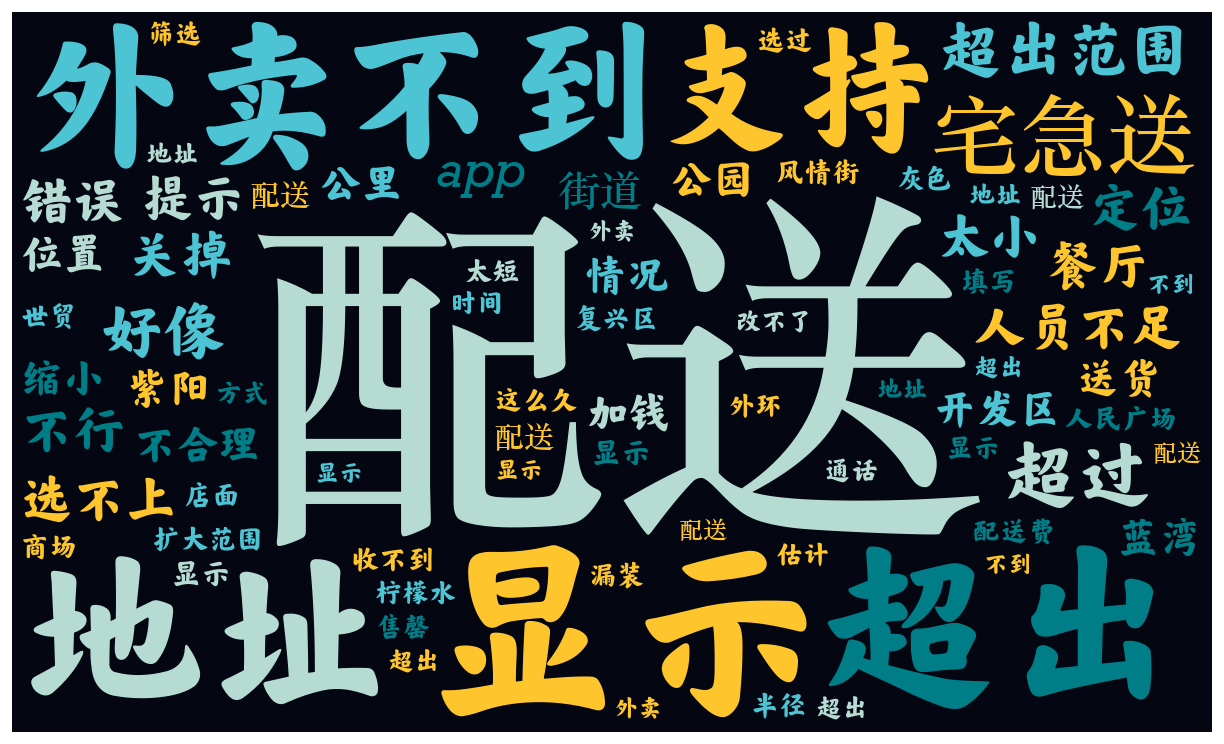 外卖不到
筛选
支持
选过
超出范围
宅急送
地址
错误
提示
配送
公里
app
街道
公园
风情街
灰色
地址
配送
定位
位置
关掉
配送
外卖
太短
时间
情况
复兴区
改不了
太小
填写
餐厅
不到
世贸
好像
人员不足
缩小
紫阳
方式
超出
送货
不行
不合理
这么久
配送
显示
加钱
显示
外环
地址
开发区
人民广场
显示
显示
通话
超过
配送
选不上
店面
商场
扩大范围
显示
配送
配送费
蓝湾
地址
收不到
柠檬水
售罄
超出
显示
漏装
估计
不到
超出
外卖
半径
超出